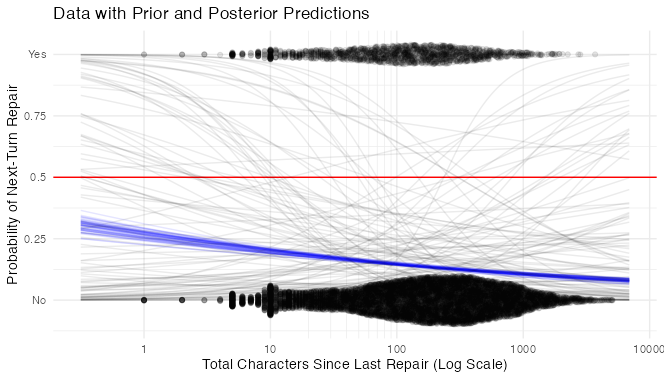 Data with Prior and Posterior Predictions
Probability of Next-Turn Repair
Yes
0.75
0.5
0.25
No
1
10
100
1000
10000
Total Characters Since Last Repair (Log Scale)